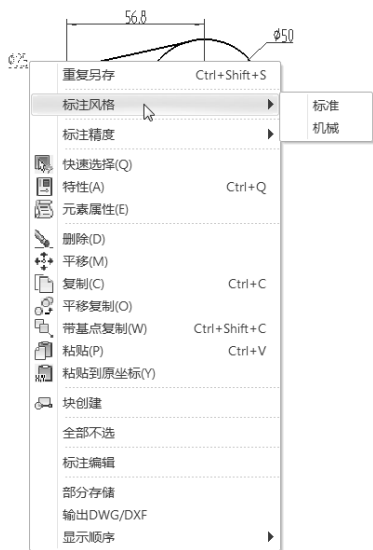 56.8
ϕ50
重复另存 Ctrl+Shift+S
标注风格
标准
机械
标注精度
快速选择(Q)
特性(A) Ctrl+Q
元素属性(E)
删除(D)
平移(M)
复制(C) Ctrl+C
平移复制(O)
带基点复制(W) Ctrl+Shift+C
粘贴(P) Ctrl+V
粘贴到原坐标(Y)
块创建
全部不选
标注编辑
部分存储
输出DWG/DXF
显示顺序